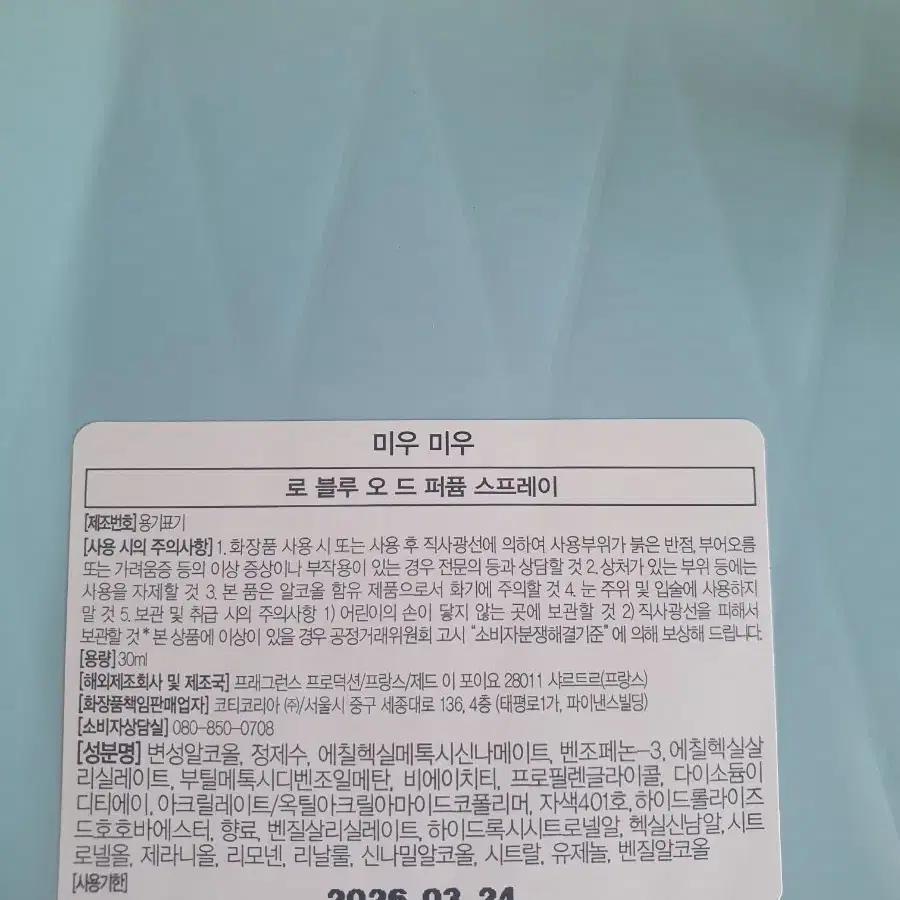 미우 미우
로 블루 오 드 퍼퓸 스프레이
[제조번호] 용기표기
[사용 시의 주의사항] 1. 화장품 사용 시 또는 사용 후 직사광선에 의하여 사용부위가 붉은 반점, 부어오름
또는 가려움증 등의 이상 증상이나 부작용이 있는 경우 전문의 등과 상담할 것 2. 상처가 있는 부위 등에는
사용을 자제할 것 3. 본 품은 알코올 함유 제품으로서 화기에 주의할 것 4. 눈 주위 및 입술에 사용하지
말 것 5. 보관 및 취급 시의 주의사항 1) 어린이의 손이 닿지 않는 곳에 보관할 것 2) 직사광선을 피해서
보관할 것 * 본 상품에 이상이 있을 경우 공정거래위원회 고시 "소비자분쟁해결기준" 에 의해 보상해 드립니다.
[용량] 30ml
[해외제조회사 및 제조국] 프래그런스 프로덕션/프랑스/제드 이 포이요 28011 샤르트르(프랑스)
[화장품책임판매업자] 코티코리아 ㈜/서울시 중구 세종대로 136, 4층 (태평로1가, 파이낸스빌딩)
[소비자상담실] 080-850-0708
[성분명] 변성알코올, 정제수, 에칠헥실메톡시신나메이트, 벤조페논-3, 에칠헥실살
리실레이트, 부틸메톡시디벤조일메탄, 비에이치티, 프로필렌글라이콜, 다이소듐이
디티에이, 아크릴레이트/옥틸아크릴아마이드코폴리머, 자색401호, 하이드롤라이즈
드호호바에스터, 향료, 벤질살리실레이트, 하이드록시시트로넬알, 헥실신남알, 시트
로넬올, 제라니올, 리모넨, 리날룰, 신나밀알코올, 시트랄, 유제놀, 벤질알코올
[사용기한]
2026 03 24